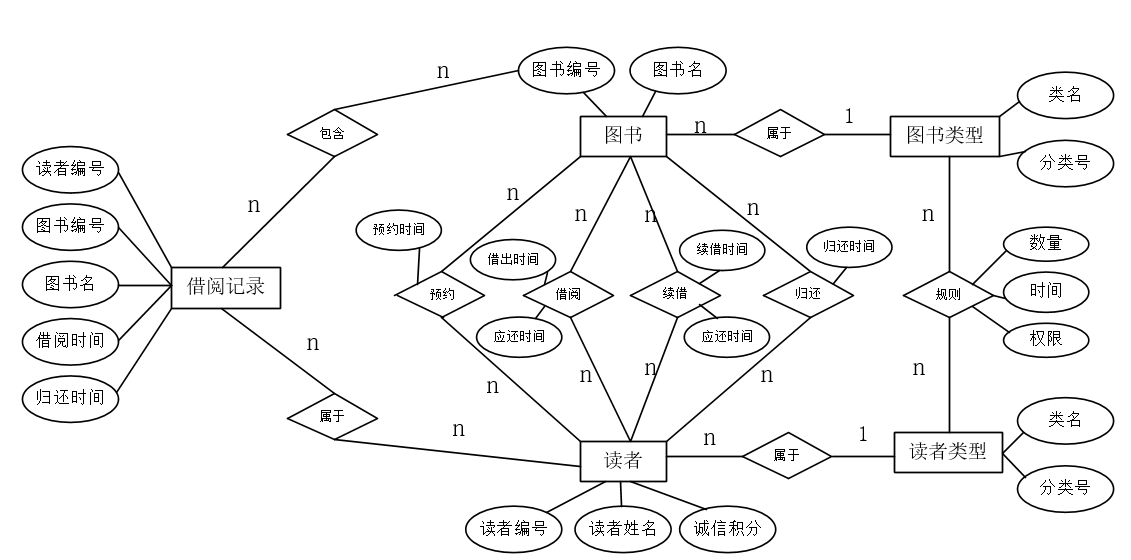 图书编号
图书名
n
类名
包含
图书
n
属于
1
图书类型
分类号
读者编号
n
n
n
n
n
n
图书编号
预约时间
借出时间
续借时间
归还时间
数量
图书名
借阅记录
预约
借阅
续借
归还
规则
时间
借阅时间
应还时间
应还时间
权限
n
n
n
n
n
n
归还时间
属于
n
n
1
类名
读者
属于
读者类型
分类号
读者编号
读者姓名
诚信积分